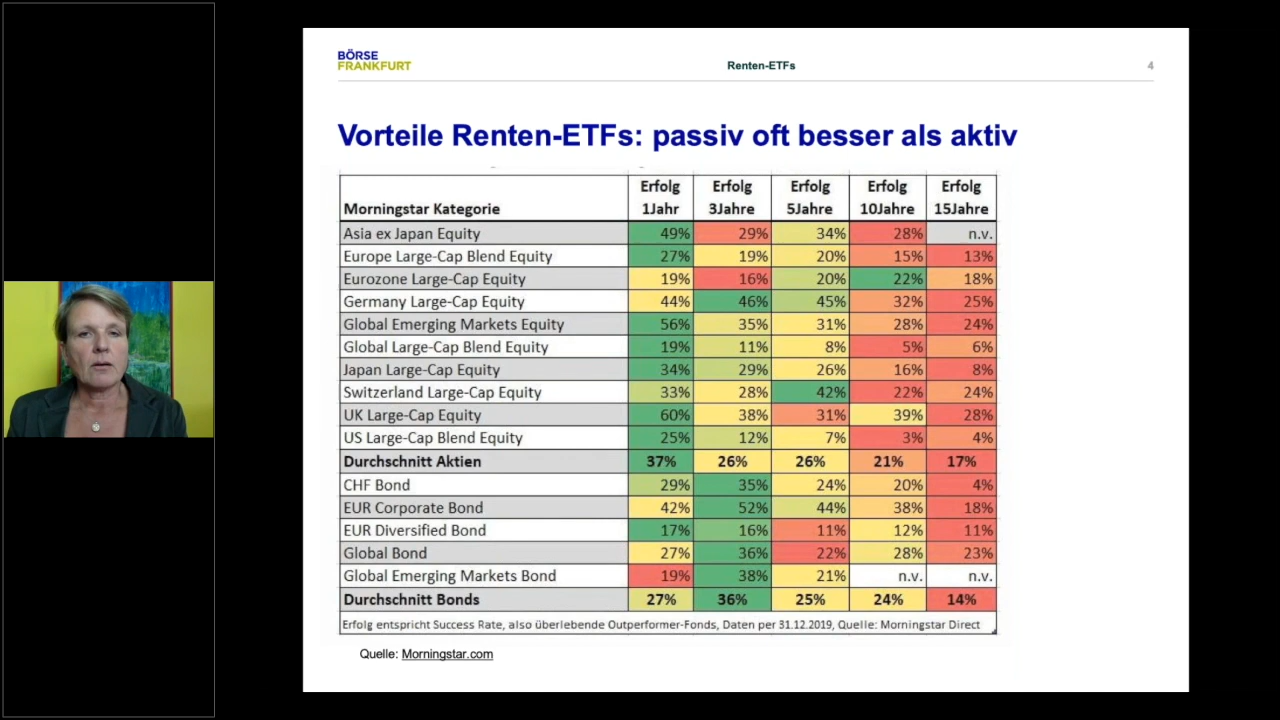 BÖRSE
FRANKFURT
Renten-ETFs
4
Vorteile Renten-ETFs: passiv oft besser als aktiv
Morningstar Kategorie Erfolg 1Jahr Erfolg 3Jahre Erfolg 5Jahre Erfolg 10Jahre Erfolg 15Jahre
Asia ex Japan Equity 49% 29% 34% 28% n.v.
Europe Large-Cap Blend Equity 27% 19% 20% 15% 13%
Eurozone Large-Cap Equity 19% 16% 20% 22% 18%
Germany Large-Cap Equity 44% 46% 45% 32% 25%
Global Emerging Markets Equity 56% 35% 31% 28% 24%
Global Large-Cap Blend Equity 19% 11% 8% 5% 6%
Japan Large-Cap Equity 34% 29% 26% 16% 8%
Switzerland Large-Cap Equity 33% 28% 42% 22% 24%
UK Large-Cap Equity 60% 38% 31% 39% 28%
US Large-Cap Blend Equity 25% 12% 7% 3% 4%
Durchschnitt Aktien 37% 26% 26% 21% 17%
CHF Bond 29% 35% 24% 20% 4%
EUR Corporate Bond 42% 52% 44% 38% 18%
EUR Diversified Bond 17% 16% 11% 12% 11%
Global Bond 27% 36% 22% 28% 23%
Global Emerging Markets Bond 19% 38% 21% n.v. n.v.
Durchschnitt Bonds 27% 36% 25% 24% 14%
Erfolg entspricht Success Rate, also überlebende Outperformer-Fonds, Daten per 31.12.2019, Quelle: Morningstar Direct
Quelle: Morningstar.com